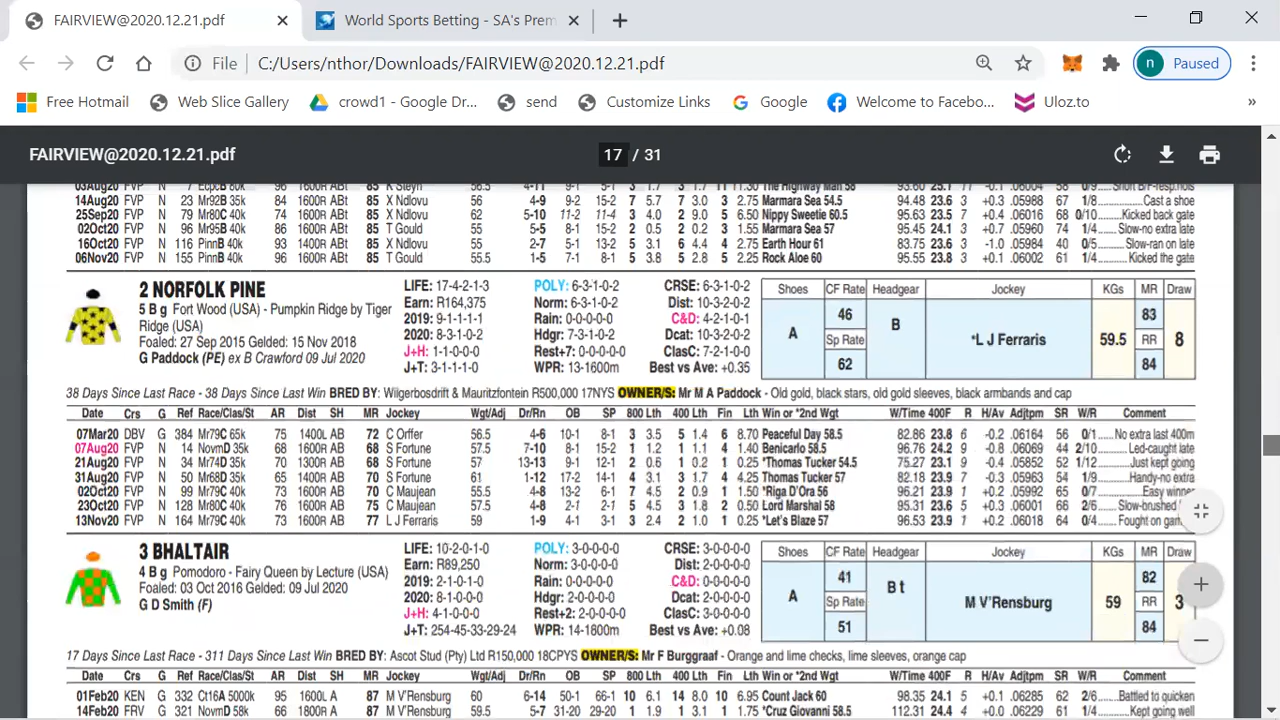 FAIRVIEW@2020.12.21.pdf
World Sports Betting - SA's Prem
File C:/Users/nthor/Downloads/FAIRVIEW@2020.12.21.pdf
n Paused
Free Hotmail Web Slice Gallery crowd1 - Google Dr... send Customize Links Google Welcome to Facebo... Uloz.to »
FAIRVIEW@2020.12.21.pdf 17 / 31
14Aug20 FVP N 23 Mr92B 35k 84 1600R ABt 85 X Ndlovu 56 4-9 9-2 15-2 7 5.7 7 3.0 7 2.75 Marmara Sea 54.5 94.46 23.6 3 +0.3 .05988 67 1/8 Cast a shoe
25Sep20 FVP N 79 Mr80C 40k 74 1600R ABt 85 X Ndlovu 62 5-10 11-2 11-4 3 4.0 2 9.0 5 6.50 Nippy Sweetie 60.5 95.63 23.5 7 +0.4 .06015 68 0/10 Kicked back gate
02Oct20 FVP N 96 Mr95B 40k 86 1600R ABt 85 T Gould 55 5-5 8-1 15-2 2 0.5 2 0.2 3 1.55 Marmara Sea 57 95.45 24.1 3 +0.7 .05960 74 1/4 Slow-no extra late
16Oct20 FVP N 116 PinnB 40k 93 1400R ABt 85 X Ndlovu 55 2-7 5-1 13-2 5 3.1 6 4.4 4 2.75 Earth Hour 61 83.75 23.6 3 -1.0 .05984 40 0/5 Slow-ran on late
06Nov20 FVP N 155 PinnB 40k 96 1600R ABt 85 T Gould 55.5 1-5 7-1 8-1 5 3.8 5 2.8 5 2.25 Rock Aloe 60 95.55 23.8 3 +0.1 .06002 61 1/4 Kicked the gate
2 NORFOLK PINE LIFE: 17-4-2-1-3 POLY: 6-3-1-0-2 CRSE: 6-3-1-0-2 Shoes CF Rate Headgear Jockey KGs MR Draw
5 B g Fort Wood (USA) - Pumpkin Ridge by Tiger Earn: R164,375 Norm: 6-3-1-0-2 Dist: 10-3-2-0-2 46 83
Ridge (USA) 2019: 9-1-1-1-1 Rain: 0-0-0-0-0 C&D: 4-2-1-0-1 A B
Foaled: 27 Sep 2015 Gelded: 15 Nov 2018 2020: 8-3-1-0-2 Hdgr: 7-3-1-0-2 Dcat: 10-3-2-0-2 Sp Rate *L J Ferraris 59.5 RR 8
G Paddock (PE) ex B Crawford 09 Jul 2020 J+H: 1-1-0-0-0 Rest+7: 0-0-0-0-0 ClasC: 7-2-1-0-0 62 84
J+T: 3-1-1-1-0 WPR: 13-1600m Best vs Ave: +0.35
38 Days Since Last Race - 38 Days Since Last Win BRED BY: Wilgerbosdrift & Mauritzfontein R500,000 17NYS OWNER/S: Mr M A Paddock - Old gold, black stars, old gold sleeves, black armbands and cap
Date Crs G Ref Race/Clas/St AR Dist SH MR Jockey Wgt/Adj Dr/Rn OB SP 800 Lth 400 Lth Fin Lth Win or *2nd Wgt W/Time 400F R H/Av Adjtpm SR W/R Comment
07Mar20 DBV G 384 Mr79C 65k 75 1400L AB 72 C Orffer 56.5 4-6 10-1 8-1 3 3.5 5 1.4 6 8.70 Peaceful Day 58.5 82.86 23.8 6 -0.2 .06164 56 0/1 No extra last 400m
07Aug20 FVP N 14 NovmD 35k 68 1600R AB 68 S Fortune 57.5 7-10 8-1 15-2 1 1.2 1 1.1 4 1.40 Benicarlo 58.5 96.76 24.2 9 -0.8 .06069 44 2/10 Led-caught late
21Aug20 FVP N 34 Mr74D 35k 70 1300R AB 68 S Fortune 57 13-13 9-1 12-1 2 0.6 1 0.2 1 0.25 *Thomas Tucker 54.5 75.27 23.1 9 -0.4 .05852 52 1/12 Just kept going
31Aug20 FVP N 50 Mr68D 35k 65 1400R AB 68 S Fortune 61 1-12 17-2 14-1 4 3.1 3 1.7 4 4.25 Thomas Tucker 57 82.18 23.9 7 -0.3 .05963 54 1/9 Handy-no extra
02Oct20 FVP N 99 Mr80C 40k 73 1600R AB 70 C Maujean 55.5 4-8 13-2 6-1 7 4.5 2 0.9 1 1.50 *Riga D'Ora 56 96.21 23.9 1 +0.2 .05992 65 0/7 Easy winner
23Oct20 FVP N 128 Mr85C 40k 76 1600R AB 70 C Maujean 55 4-8 2-1 2-1 5 4.5 3 1.8 2 0.50 Lord Marshal 58 95.31 23.6 5 +0.3 .06001 66 2/6 Slow-brushed
13Nov20 FVP N 164 Mr79C 40k 73 1600R AB 77 L J Ferraris 59 1-9 4-1 3-1 3 2.4 2 1.0 1 0.25 *Let's Blaze 57 96.53 23.9 1 +0.2 .06018 64 0/4 Fought on
3 BHALTAIR LIFE: 10-2-0-1-0 POLY: 3-0-0-0-0 CRSE: 3-0-0-0-0 Shoes CF Rate Headgear Jockey KGs MR Draw
4 B g Pomodoro - Fairy Queen by Lecture (USA) Earn: R89,250 Norm: 3-0-0-0-0 Dist: 2-0-0-0-0 41 82
Foaled: 03 Oct 2016 Gelded: 09 Jul 2020 2019: 2-1-0-1-0 Rain: 0-0-0-0-0 C&D: 0-0-0-0-0 A B t
G D Smith (F) 2020: 8-1-0-0-0 Hdgr: 2-0-0-0-0 Dcat: 2-0-0-0-0 Sp Rate M V'Rensburg 59 RR 3
J+H: 4-1-0-0-0 Rest+2: 2-0-0-0-0 ClasC: 3-0-0-0-0 51 84
J+T: 254-45-33-29-24 WPR: 14-1800m Best vs Ave: +0.08
17 Days Since Last Race - 311 Days Since Last Win BRED BY: Ascot Stud (Pty) Ltd R150,000 18CPYS OWNER/S: Mr F Burggraaf - Orange and lime checks, lime sleeves, orange cap
Date Crs G Ref Race/Clas/St AR Dist SH MR Jockey Wgt/Adj Dr/Rn OB SP 800 Lth 400 Lth Fin Lth Win or *2nd Wgt W/Time 400F R H/Av Adjtpm SR W/R Comment
01Feb20 KEN G 332 Ct16A 5000k 95 1600L A 87 M V'Rensburg 60 6-14 50-1 66-1 10 6.1 14 8.0 10 6.95 Count Jack 60 98.35 24.1 5 +0.1 .06285 62 2/6 Battled to quicken
14Feb20 FRV G 321 NovmD 58k 66 1800R A 87 M V'Rensburg 59.5 5-7 31-20 29-20 1 1.9 3 1.0 1 1.75 *Cruz Giovanni 58.5 112.31 24.4 4 +0.0 .06239 61 1/4 Kept going well